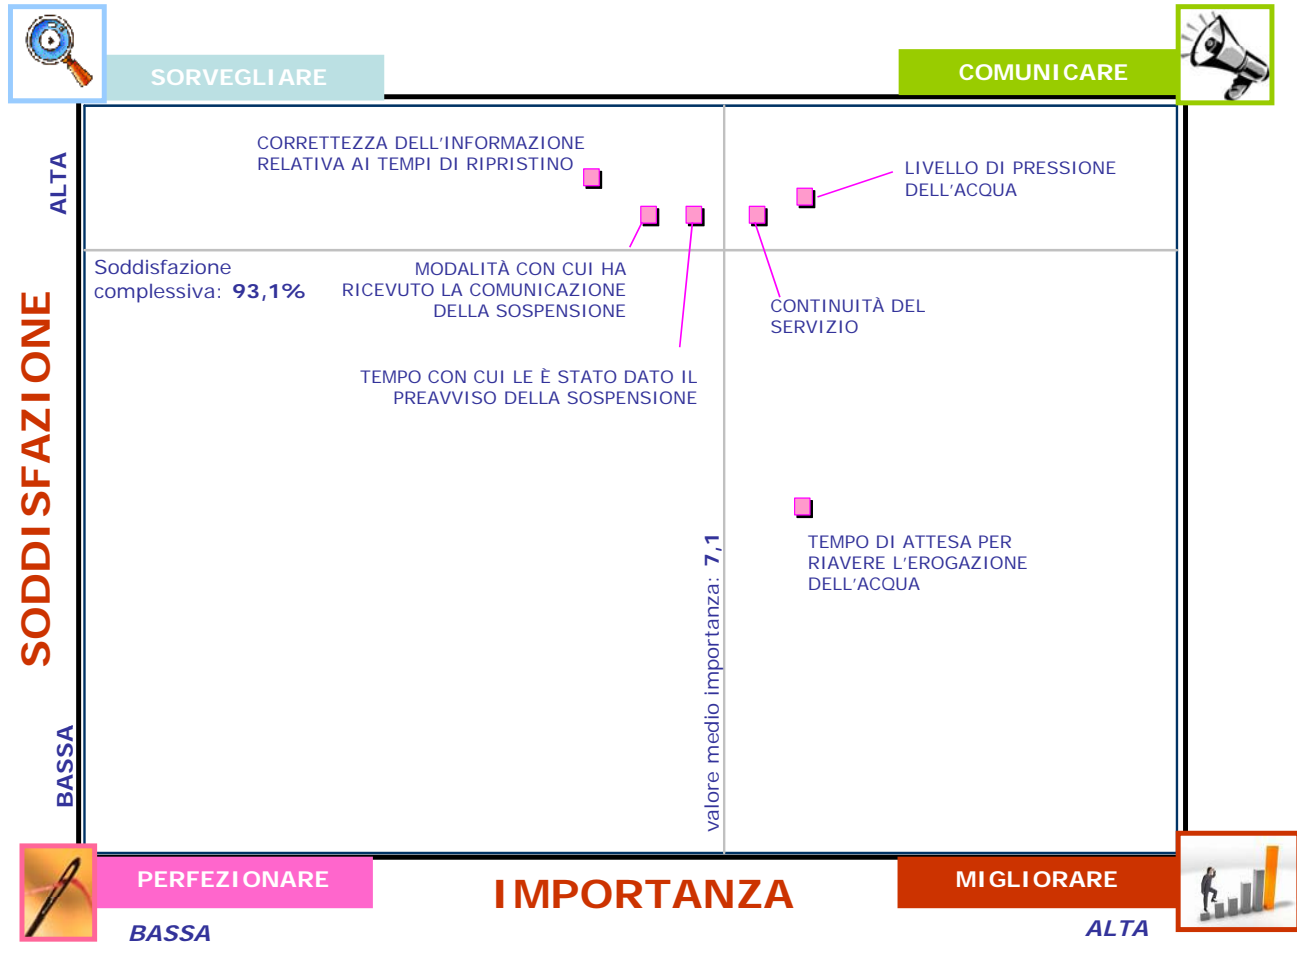 SORVEGLIARE
COMUNICARE
ALTA
CORRETTEZZA DELL'INFORMAZIONE
RELATIVA AI TEMPI DI RIPRISTINO
LIVELLO DI PRESSIONE
DELL'ACQUA
Soddisfazione
complessiva: 93,1%
MODALITÀ CON CUI HA
RICEVUTO LA COMUNICAZIONE
DELLA SOSPENSIONE
CONTINUITÀ DEL
SERVIZIO
TEMPO CON CUI LE È STATO DATO IL
PREAVVISO DELLA SOSPENSIONE
SODDISFAZIONE
valore medio importanza: 7,1
TEMPO DI ATTESA PER
RIAVERE L'EROGAZIONE
DELL'ACQUA
BASSA
PERFEZIONARE
IMPORTANZA
MIGLIORARE
BASSA
ALTA